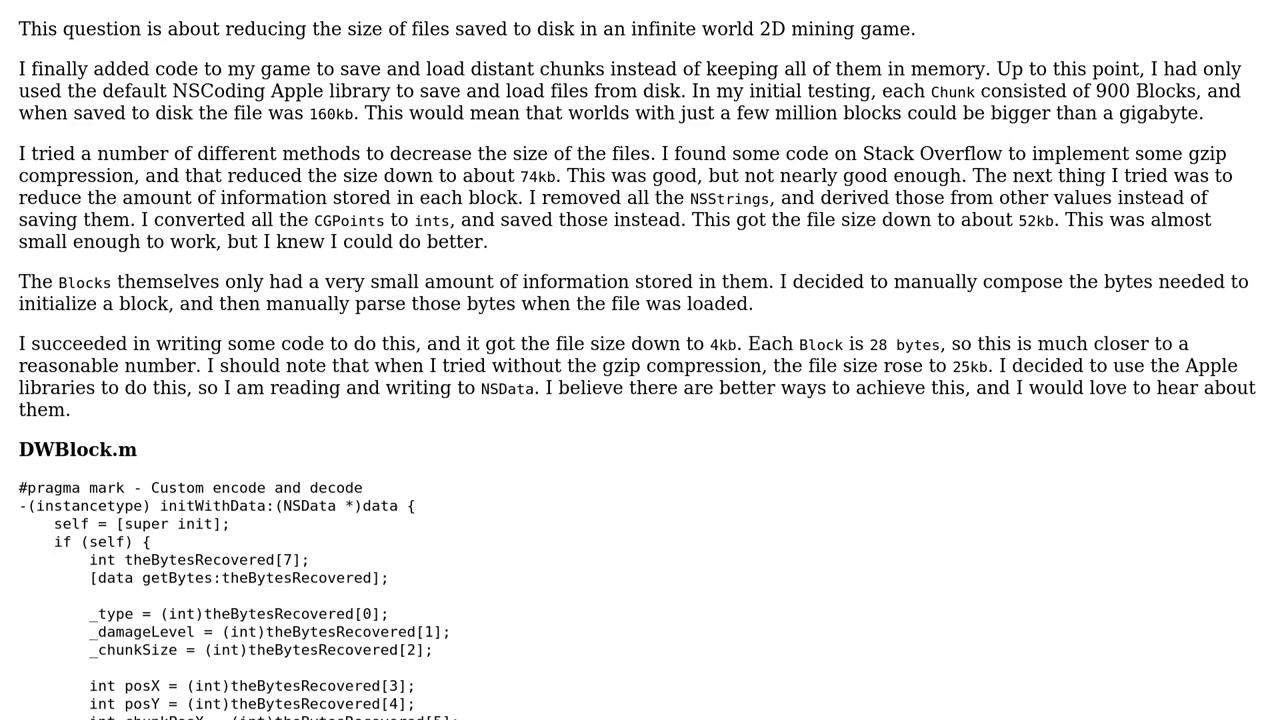 This question is about reducing the size of files saved to disk in an infinite world 2D mining game.
I finally added code to my game to save and load distant chunks instead of keeping all of them in memory. Up to this point, I had only
used the default NSCoding Apple library to save and load files from disk. In my initial testing, each Chunk consisted of 900 Blocks, and
when saved to disk the file was 160kb. This would mean that worlds with just a few million blocks could be bigger than a gigabyte.
I tried a number of different methods to decrease the size of the files. I found some code on Stack Overflow to implement some gzip
compression, and that reduced the size down to about 74kb. This was good, but not nearly good enough. The next thing I tried was to
reduce the amount of information stored in each block. I removed all the NSStrings, and derived those from other values instead of
saving them. I converted all the CGPoints to ints, and saved those instead. This got the file size down to about 52kb. This was almost
small enough to work, but I knew I could do better.
The Blocks themselves only had a very small amount of information stored in them. I decided to manually compose the bytes needed to
initialize a block, and then manually parse those bytes when the file was loaded.
I succeeded in writing some code to do this, and it got the file size down to 4kb. Each Block is 28 bytes, so this is much closer to a
reasonable number. I should note that when I tried without the gzip compression, the file size rose to 25kb. I decided to use the Apple
libraries to do this, so I am reading and writing to NSData. I believe there are better ways to achieve this, and I would love to hear about
them.
DWBlock.m
#pragma mark - Custom encode and decode
-(instancetype) initWithData:(NSData *)data {
    self = [super init];
    if (self) {
        int theBytesRecovered[7];
        [data getBytes:theBytesRecovered];
        _type = (int)theBytesRecovered[0];
        _damageLevel = (int)theBytesRecovered[1];
        _chunkSize = (int)theBytesRecovered[2];
        int posX = (int)theBytesRecovered[3];
        int posY = (int)theBytesRecovered[4];
        int chunkPosX = (int)theBytesRecovered[5];